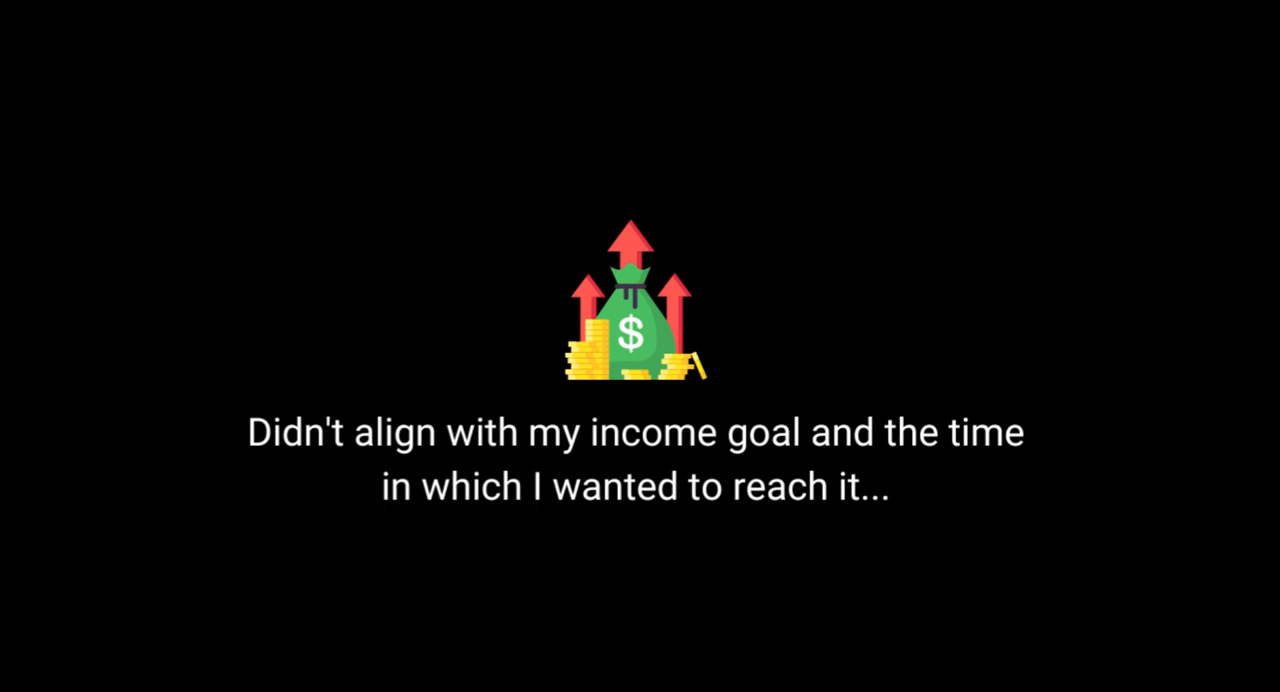 $
Didn't align with my income goal and the time
in which I wanted to reach it...